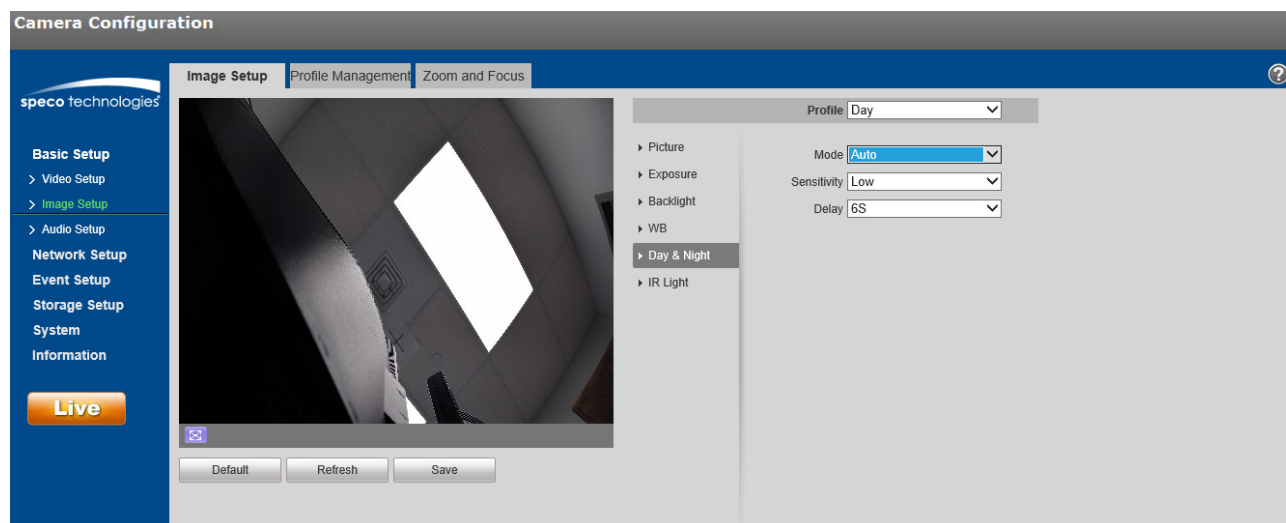 Camera Configuration
speco technologies
Image Setup
Profile Management
Zoom and Focus
?
Basic Setup
> Video Setup
> Image Setup
> Audio Setup
Network Setup
Event Setup
Storage Setup
System
Information
Live
Default
Refresh
Save
Profile Day
Picture
Exposure
Backlight
WB
Day & Night
IR Light
Mode Auto
Sensitivity Low
Delay 6S